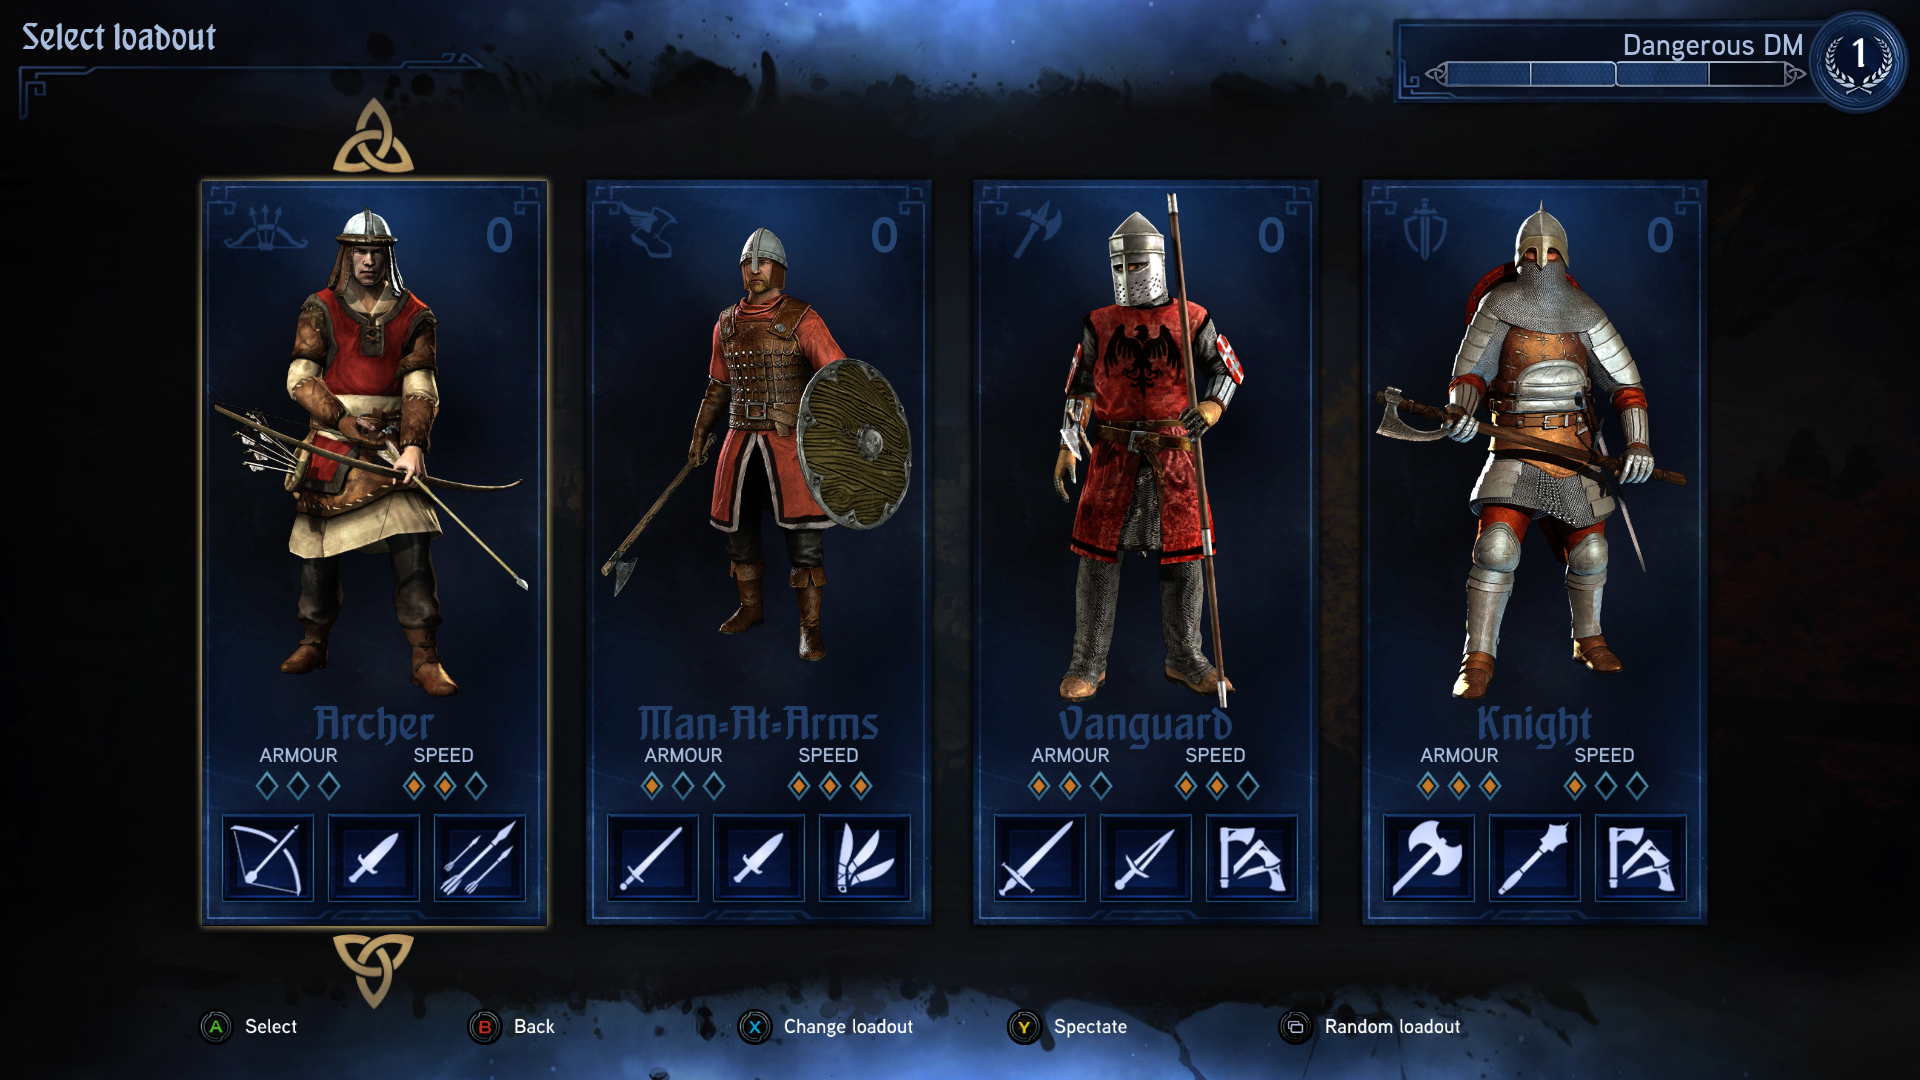 Select loadout
Dangerous DM
1
0
0
0
0
Archer
Man-At-Arms
Vanguard
Knight
ARMOUR SPEED
ARMOUR SPEED
ARMOUR SPEED
ARMOUR SPEED
A Select
B Back
X Change loadout
Y Spectate
Random loadout